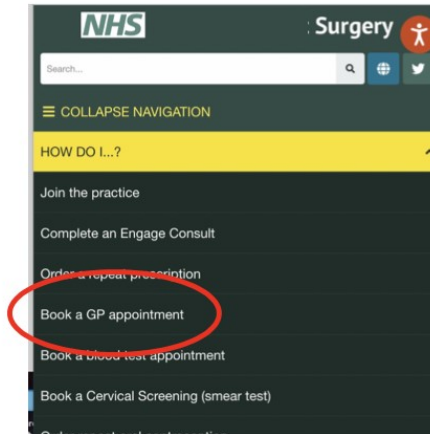 NHS
: Surgery
Search...
COLLAPSE NAVIGATION
HOW DO I...?
Join the practice
Complete an Engage Consult
Order a repeat prescription
Book a GP appointment
Book a blood test appointment
Book a Cervical Screening (smear test)